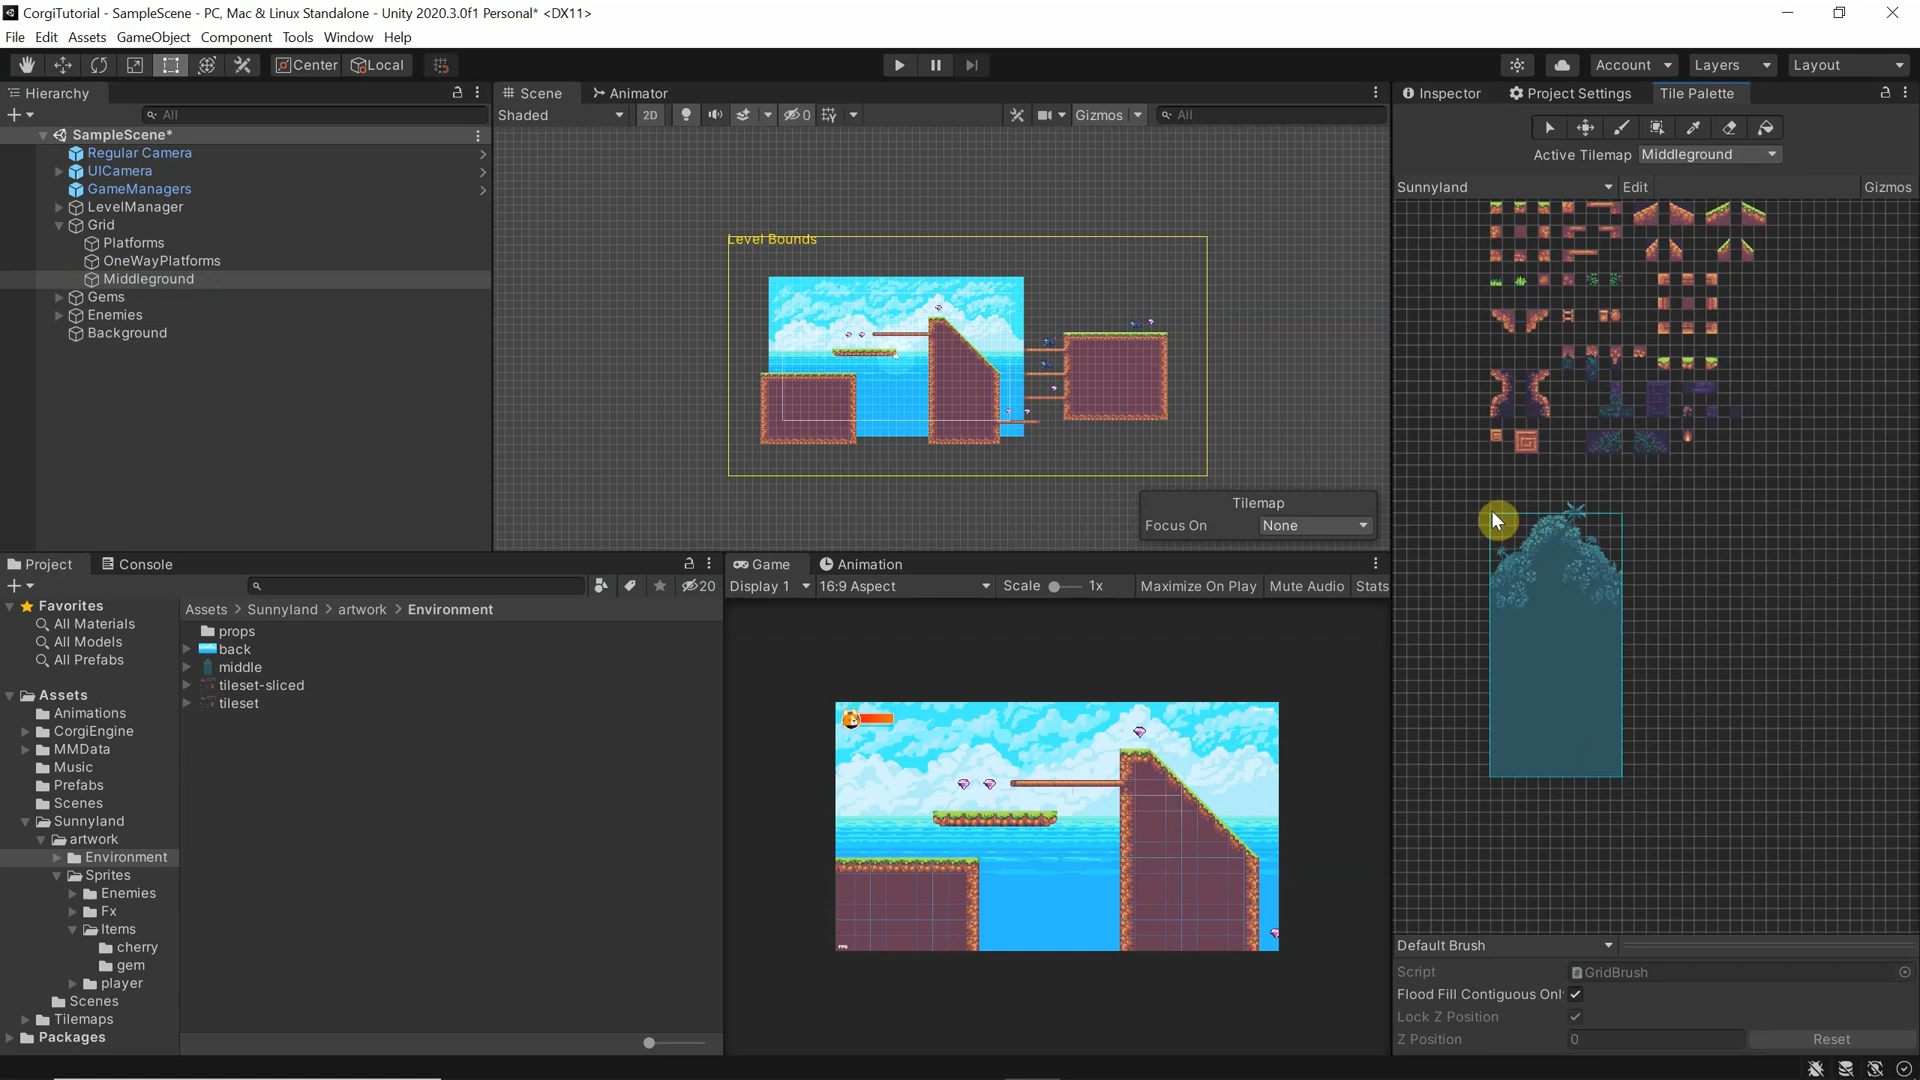 CorgiTutorial - SampleScene - PC, Mac & Linux Standalone - Unity 2020.3.0f1 Personal* <DX11>
File Edit Assets GameObject Component Tools Window Help
Center Local Account Layers Layout
Hierarchy
All
SampleScene*
Regular Camera
UICamera
GameManagers
LevelManager
Grid
Platforms
OneWayPlatforms
Middleground
Gems
Enemies
Background
Scene Animator
Shaded 2D 0 Gizmos All
Level Bounds
Tilemap
Focus On None
Inspector Project Settings Tile Palette
Active Tilemap Middleground
Sunnyland Edit Gizmos
Default Brush
Script GridBrush
Flood Fill Contiguous Onl
Lock Z Position
Z Position 0 Reset
Project Console
20
Favorites
All Materials
All Models
All Prefabs
Assets
Animations
CorgiEngine
MMData
Music
Prefabs
Scenes
Sunnyland
artwork
Environment
Sprites
Enemies
Fx
Items
cherry
gem
player
Scenes
Tilemaps
Packages
Assets > Sunnyland > artwork > Environment
props
back
middle
tileset-sliced
tileset
Game Animation
Display 1 16:9 Aspect Scale 1x Maximize On Play Mute Audio Stats
FPS